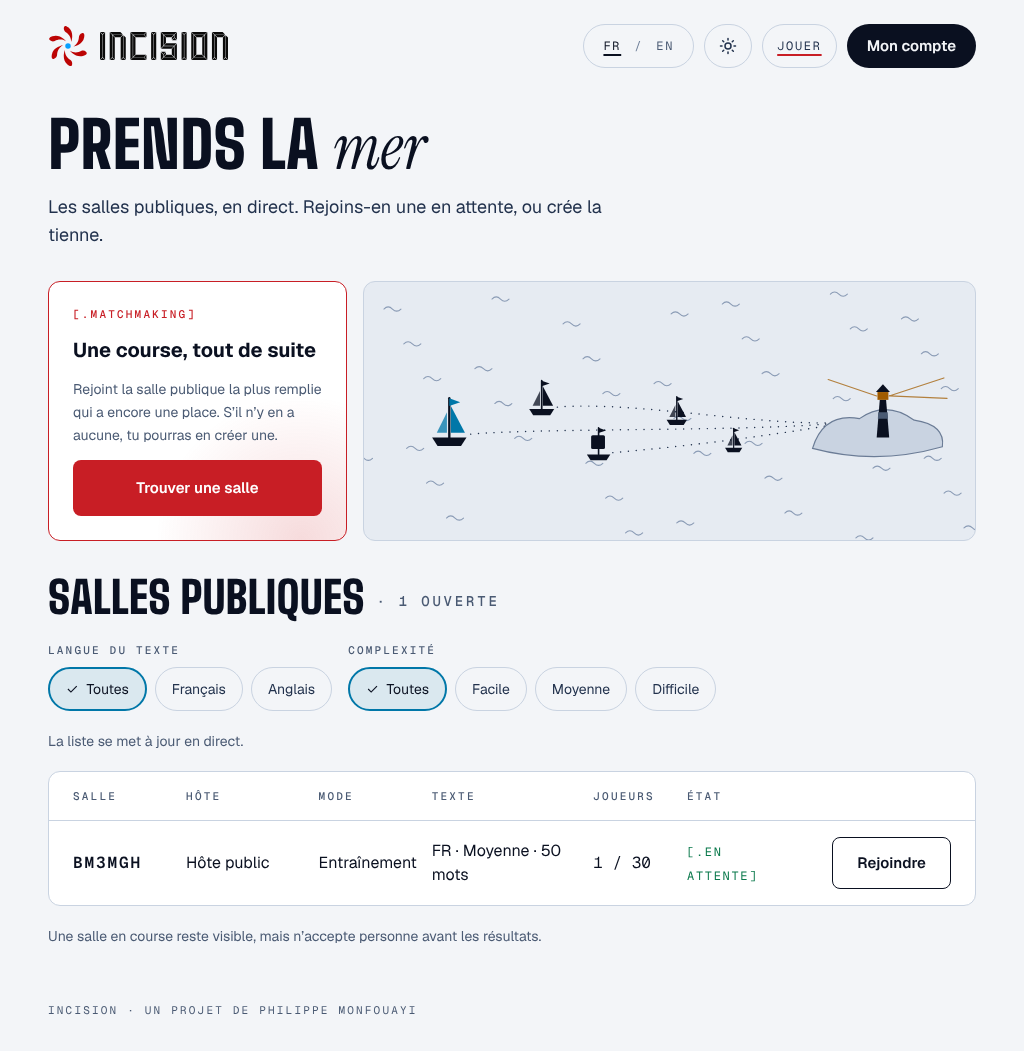 INCISION
FR / EN
JOUER
Mon compte
PRENDS LA mer
Les salles publiques, en direct. Rejoins-en une en attente, ou crée la
tienne.
[.MATCHMAKING]
Une course, tout de suite
Rejoint la salle publique la plus remplie
qui a encore une place. S’il n’y en a
aucune, tu pourras en créer une.
Trouver une salle
SALLES PUBLIQUES · 1 OUVERTE
LANGUE DU TEXTE
COMPLEXITÉ
Toutes
Français
Anglais
Toutes
Facile
Moyenne
Difficile
La liste se met à jour en direct.
SALLE
HÔTE
MODE
TEXTE
JOUEURS
ÉTAT
BM3MGH
Hôte public
Entraînement
FR · Moyenne · 50
mots
1 / 30
[.EN
ATTENTE]
Rejoindre
Une salle en course reste visible, mais n’accepte personne avant les résultats.
INCISION · UN PROJET DE PHILIPPE MONFOUAYI